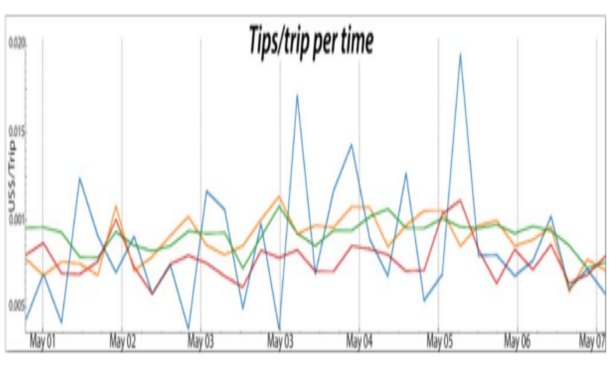 Tips/trip per time
0.020
0.015
0.001
0.005
US$/Trip
May 01
May 02
May 03
May 03
May 04
May 05
May 06
May 07